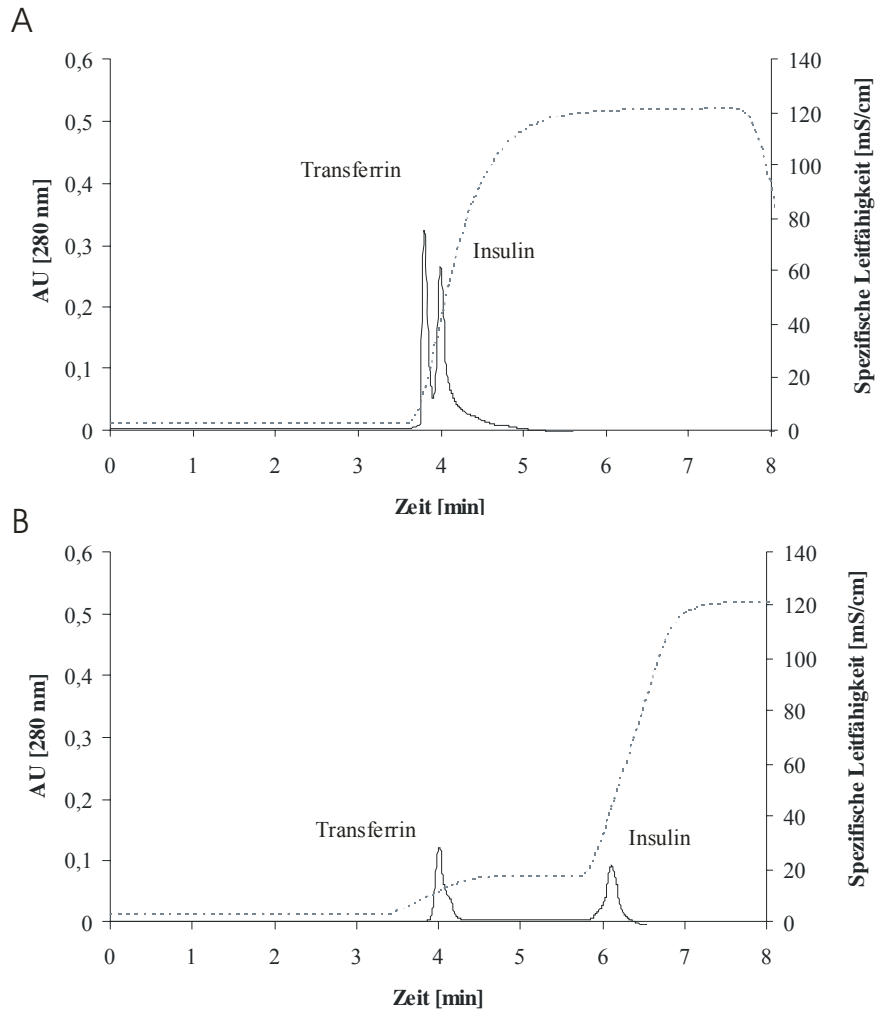 A
0,6 140
0,5 120
100
0,4 Transferrin
80
0,3
Insulin
60
0,2
40
0,1
20
0 0
AU [280 nm]
Spezifische Leitfähigkeit [mS/cm]
0 1 2 3 4 5 6 7 8
Zeit [min]
B
0,6 140
0,5 120
100
0,4
80
0,3
60
0,2
40
Transferrin Insulin
0,1 20
0 0
AU [280 nm]
Spezifische Leitfähigkeit [mS/cm]
0 1 2 3 4 5 6 7 8
Zeit [min]